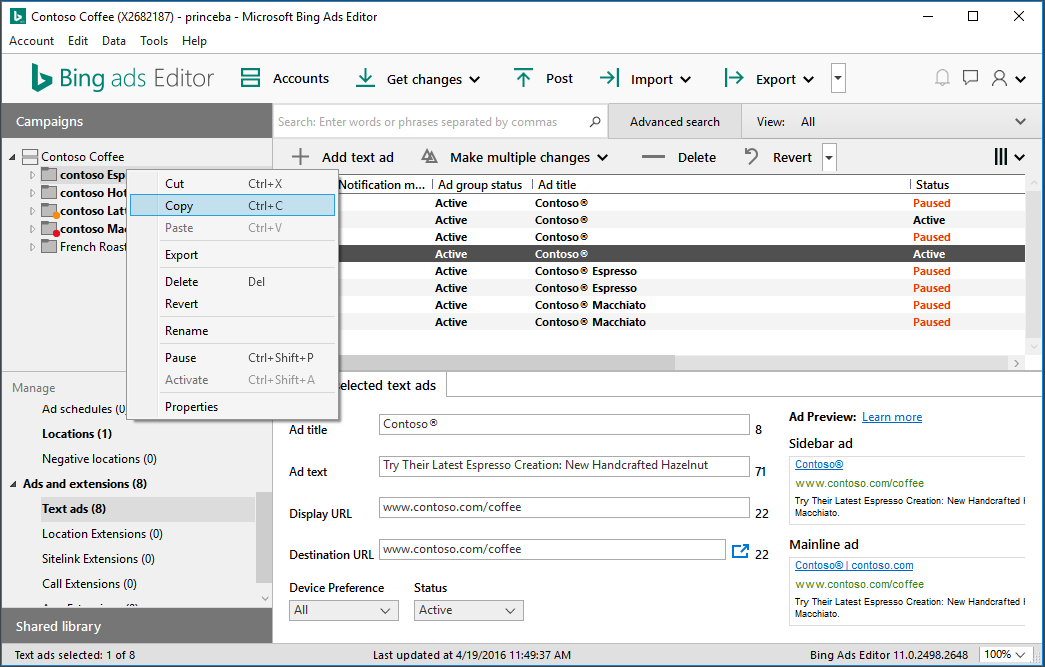 Contoso Coffee (X2682187) - princeba - Microsoft Bing Ads Editor
Account Edit Data Tools Help
Bing ads Editor Accounts Get changes Post Import Export
Campaigns
Search: Enter words or phrases separated by commas Advanced search View: All
Add text ad Make multiple changes Delete Revert
Contoso Coffee
contoso Esp
contoso Hot
contoso Latt
contoso Mac
French Roast
Cut Ctrl+X
Copy Ctrl+C
Paste Ctrl+V
Export
Delete Del
Revert
Rename
Pause Ctrl+Shift+P
Activate Ctrl+Shift+A
Properties
Notification m... Ad group status Ad title Status
Active Contoso® Paused
Active Contoso® Active
Active Contoso® Paused
Active Contoso® Active
Active Contoso® Espresso Paused
Active Contoso® Espresso Paused
Active Contoso® Macchiato Paused
Active Contoso® Macchiato Paused
Manage
Ad schedules (0)
Locations (1)
Negative locations (0)
Ads and extensions (8)
Text ads (8)
Location Extensions (0)
Sitelink Extensions (0)
Call Extensions (0)
Shared library
selected text ads
Ad title Contoso® 8
Ad text Try Their Latest Espresso Creation: New Handcrafted Hazelnut 71
Display URL www.contoso.com/coffee 22
Destination URL www.contoso.com/coffee 22
Device Preference Status
All Active
Ad Preview: Learn more
Sidebar ad
Contoso®
www.contoso.com/coffee
Try Their Latest Espresso Creation: New Handcrafted
Macchiato.
Mainline ad
Contoso® | contoso.com
www.contoso.com/coffee
Try Their Latest Espresso Creation: New Handcrafted
Macchiato.
Text ads selected: 1 of 8 Last updated at 4/19/2016 11:49:37 AM Bing Ads Editor 11.0.2498.2648 100%